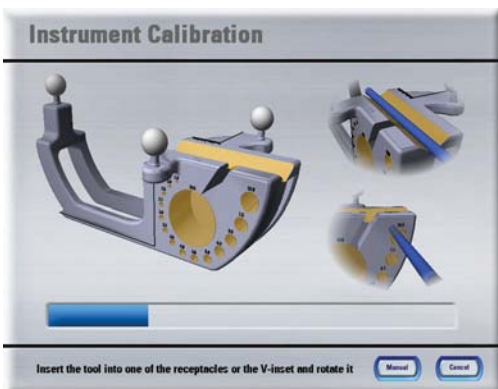 Instrument Calibration
Insert the tool into one of the receptacles or the V-inset and rotate it
Manual
Cancel